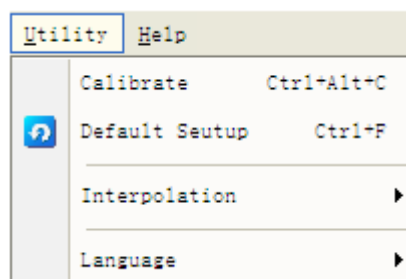 Utility Help
Calibrate Ctrl+Alt+C
Default Seutup Ctrl+F
Interpolation
Language